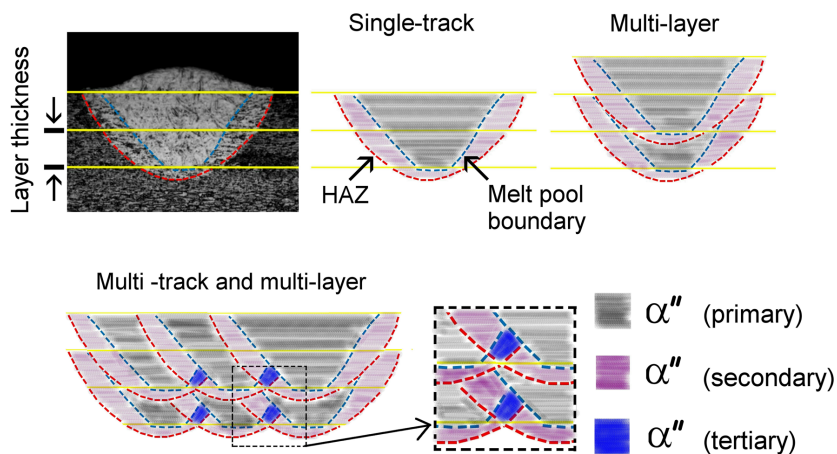 Single-track
Multi-layer
Layer thickness
HAZ
Melt pool
boundary
Multi -track and multi-layer
α" (primary)
α" (secondary)
α" (tertiary)